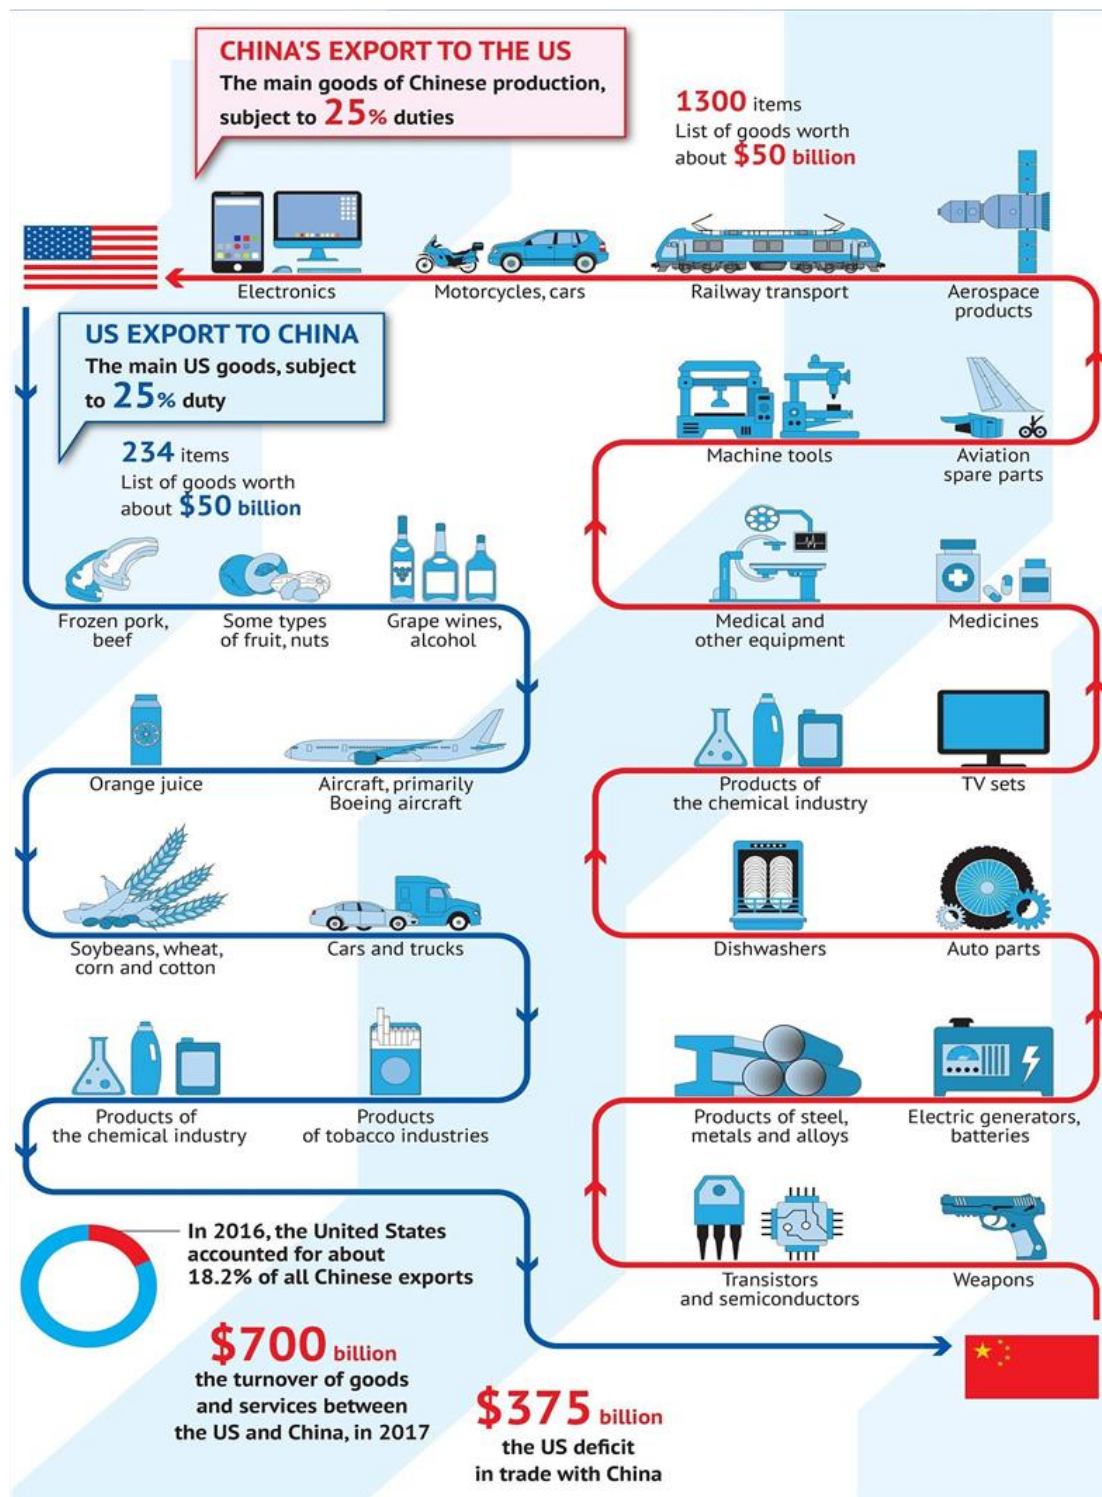 CHINA'S EXPORT TO THE US
The main goods of Chinese production,
subject to 25% duties
1300 items
List of goods worth
about $50 billion
Electronics
Motorcycles, cars
Railway transport
Aerospace
products
US EXPORT TO CHINA
The main US goods, subject
to 25% duty
234 items
List of goods worth
about $50 billion
Machine tools
Aviation
spare parts
Frozen pork,
beef
Some types
of fruit, nuts
Grape wines,
alcohol
Medical and
other equipment
Medicines
Orange juice
Aircraft, primarily
Boeing aircraft
Products of
the chemical industry
TV sets
Soybeans, wheat,
corn and cotton
Cars and trucks
Dishwashers
Auto parts
Products of
the chemical industry
Products
of tobacco industries
Products of steel,
metals and alloys
Electric generators,
batteries
Transistors
and semiconductors
Weapons
In 2016, the United States
accounted for about
18.2% of all Chinese exports
$700 billion
the turnover of goods
and services between
the US and China, in 2017
$375 billion
the US deficit
in trade with China